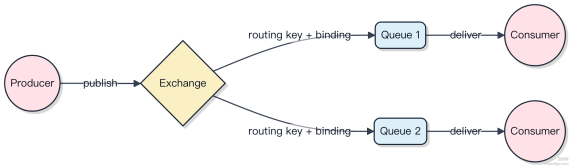 routing key + binding
Queue 1
deliver
Consumer
Producer
publish
Exchange
routing key + binding
Queue 2
deliver
Consumer